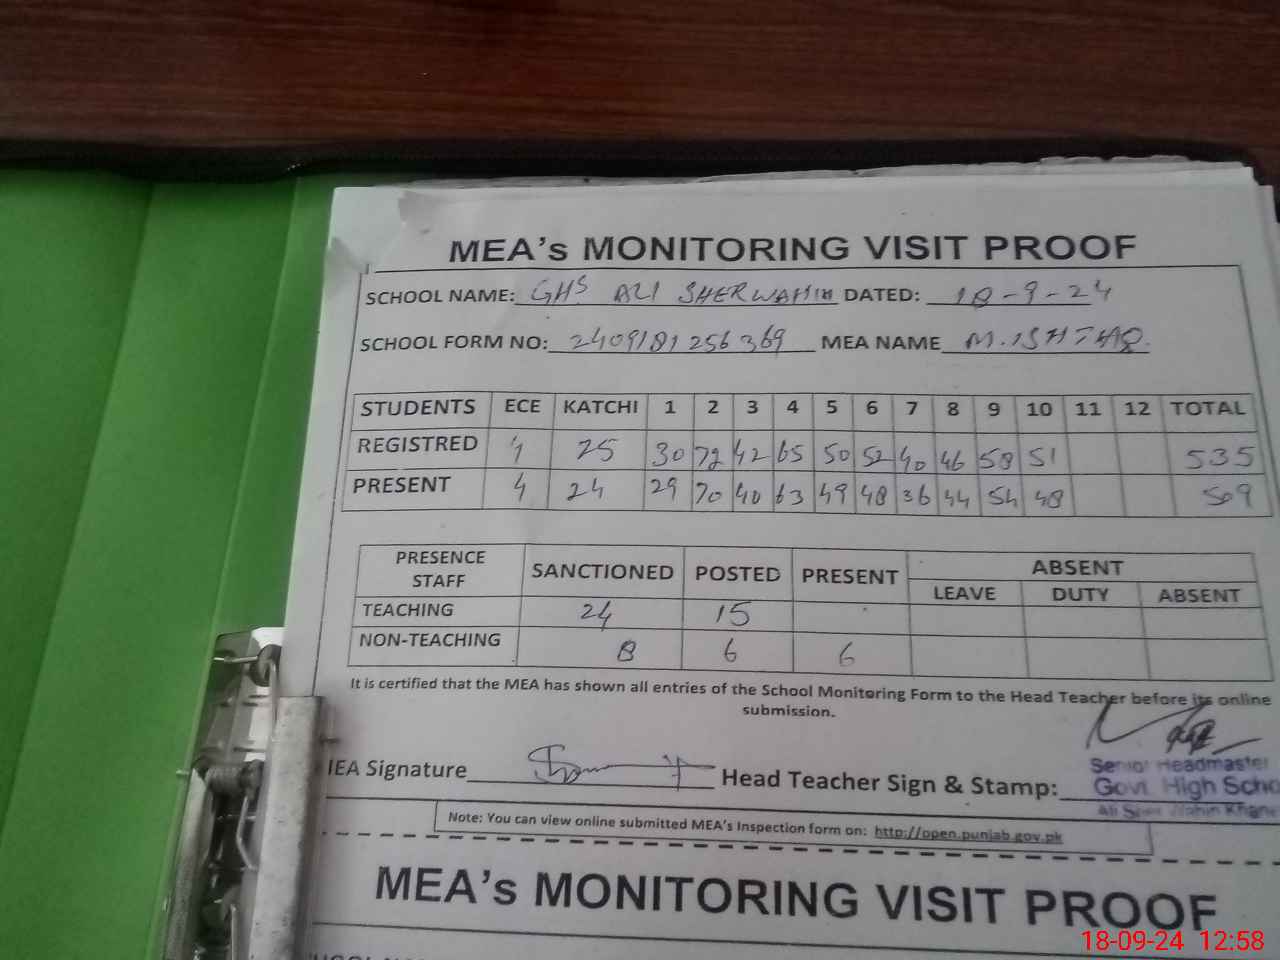 MEA's MONITORING VISIT PROOF
SCHOOL NAME: GHS ALI SHERWAHIN DATED: 18-9-24
SCHOOL FORM NO: 2409181256369 MEA NAME M. ISHTIAQ.
STUDENTS ECE KATCHI 1 2 3 4 5 6 7 8 9 10 11 12 TOTAL
REGISTRED 4 25 30 72 42 65 50 52 40 46 58 51 535
PRESENT 4 24 29 70 40 63 49 48 36 44 54 48 509
PRESENCE STAFF SANCTIONED POSTED PRESENT ABSENT
LEAVE DUTY ABSENT
TEACHING 24 15
NON-TEACHING 8 6 6
It is certified that the MEA has shown all entries of the School Monitoring Form to the Head Teacher before its online
submission.
IEA Signature Head Teacher Sign & Stamp:
Senior Headmaster
Govt. High Scho
Ali Sher Wahin
Note: You can view online submitted MEA's Inspection form on: http://open.punjab.gov.pk
MEA's MONITORING VISIT PROOF
18-09-24 12:58